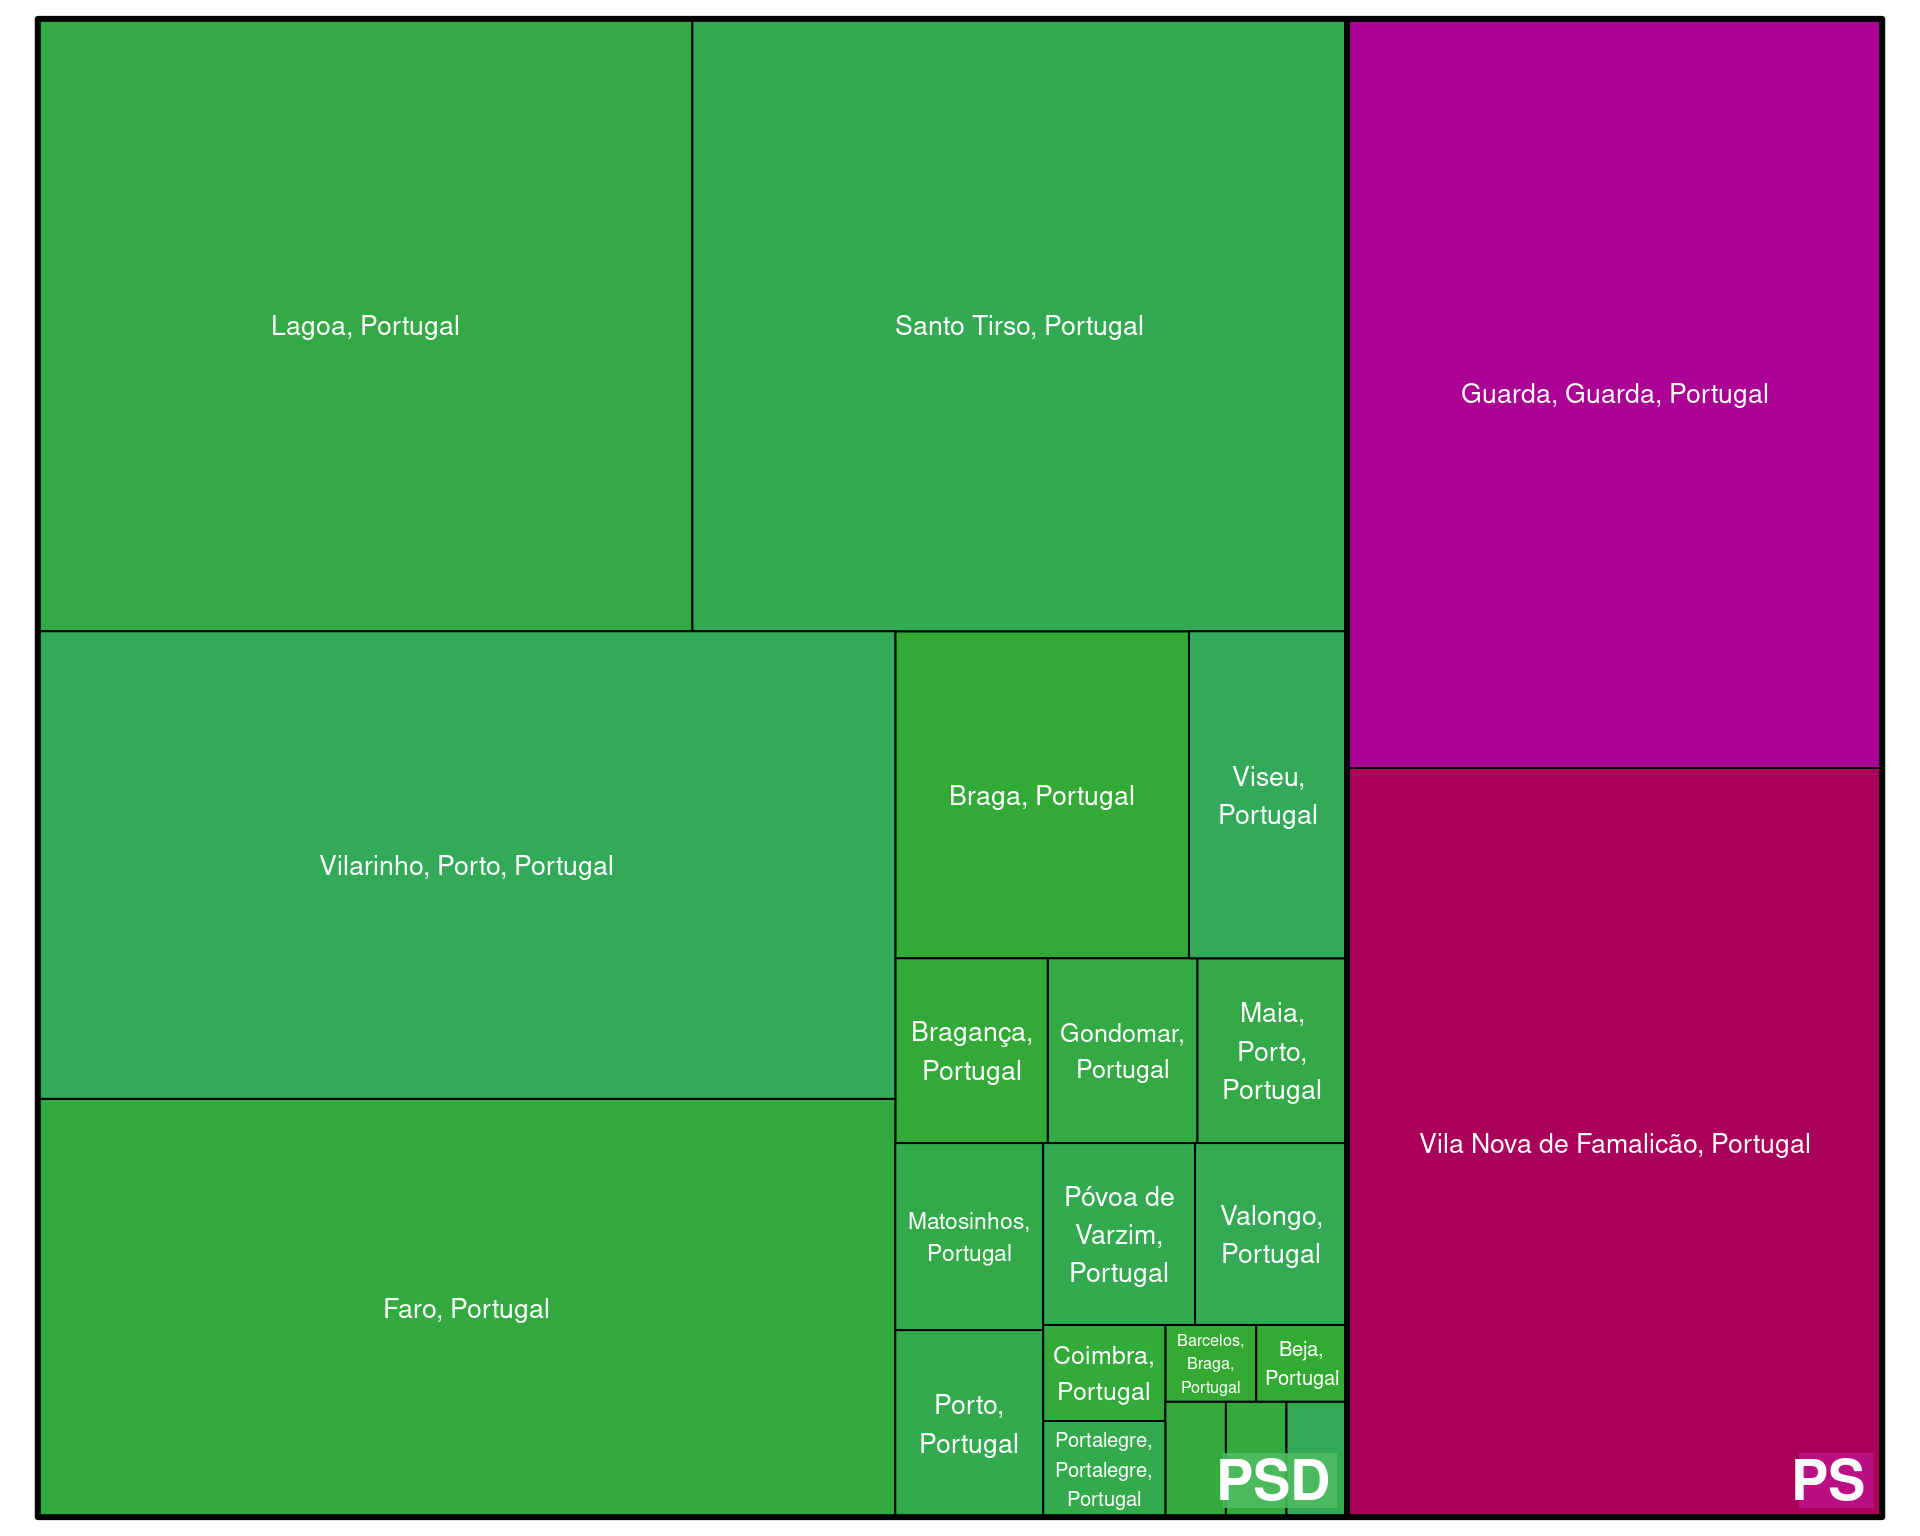 Lagoa, Portugal
Santo Tirso, Portugal
Guarda, Guarda, Portugal
Vilarinho, Porto, Portugal
Braga, Portugal
Viseu,
Portugal
Bragança,
Portugal
Gondomar,
Portugal
Maia,
Porto,
Portugal
Vila Nova de Famalicão, Portugal
Faro, Portugal
Matosinhos,
Portugal
Póvoa de
Varzim,
Portugal
Valongo,
Portugal
Porto,
Portugal
Coimbra,
Portugal
Barcelos,
Braga,
Portugal
Beja,
Portugal
Portalegre,
Portalegre,
Portugal
PSD
PS